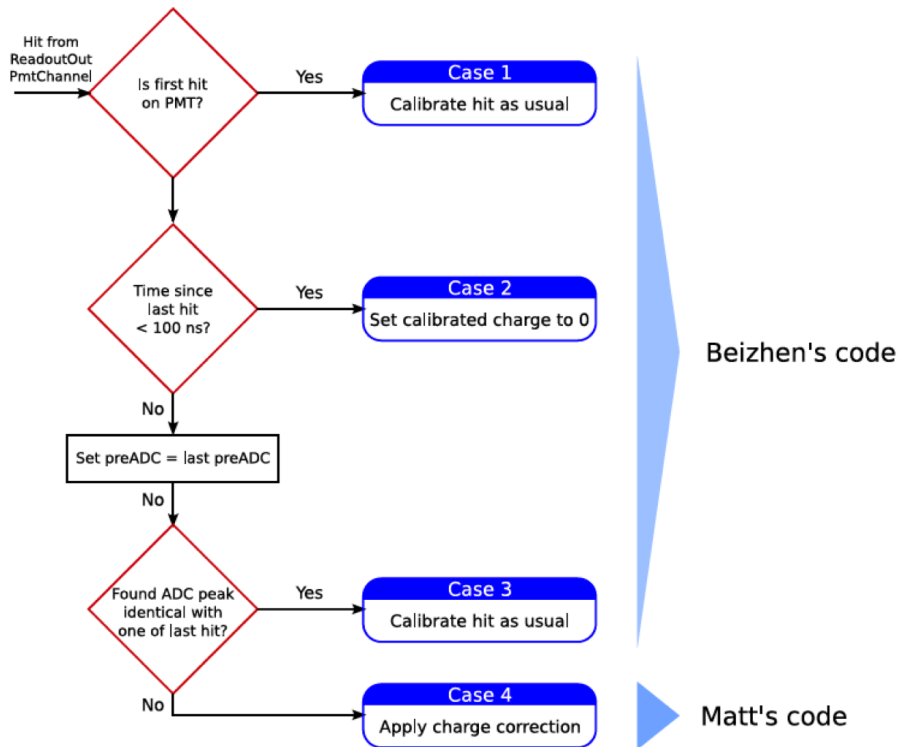 Hit from
ReadoutOut
PmtChannel
Is first hit
on PMT?
Yes
Case 1
Calibrate hit as usual
Time since
last hit
< 100 ns?
Yes
Case 2
Set calibrated charge to 0
Beizhen's code
No
Set preADC = last preADC
No
Found ADC peak
identical with
one of last hit?
Yes
Case 3
Calibrate hit as usual
No
Case 4
Apply charge correction
Matt's code